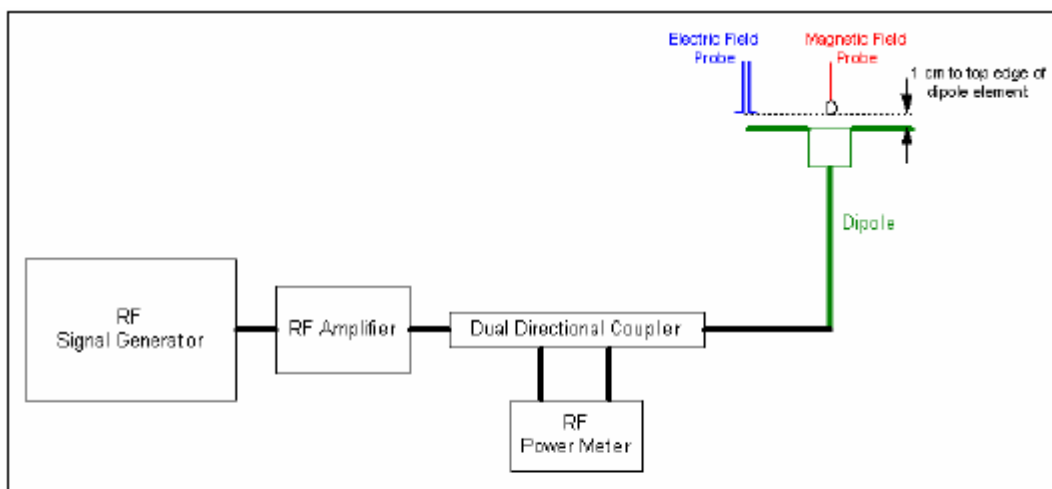 Electric Field
Probe
Magnetic Field
Probe
1 cm to top edge of
dipole element
Dipole
RF
Signal Generator
RF Amplifier
Dual Directional Coupler
RF
Power Meter